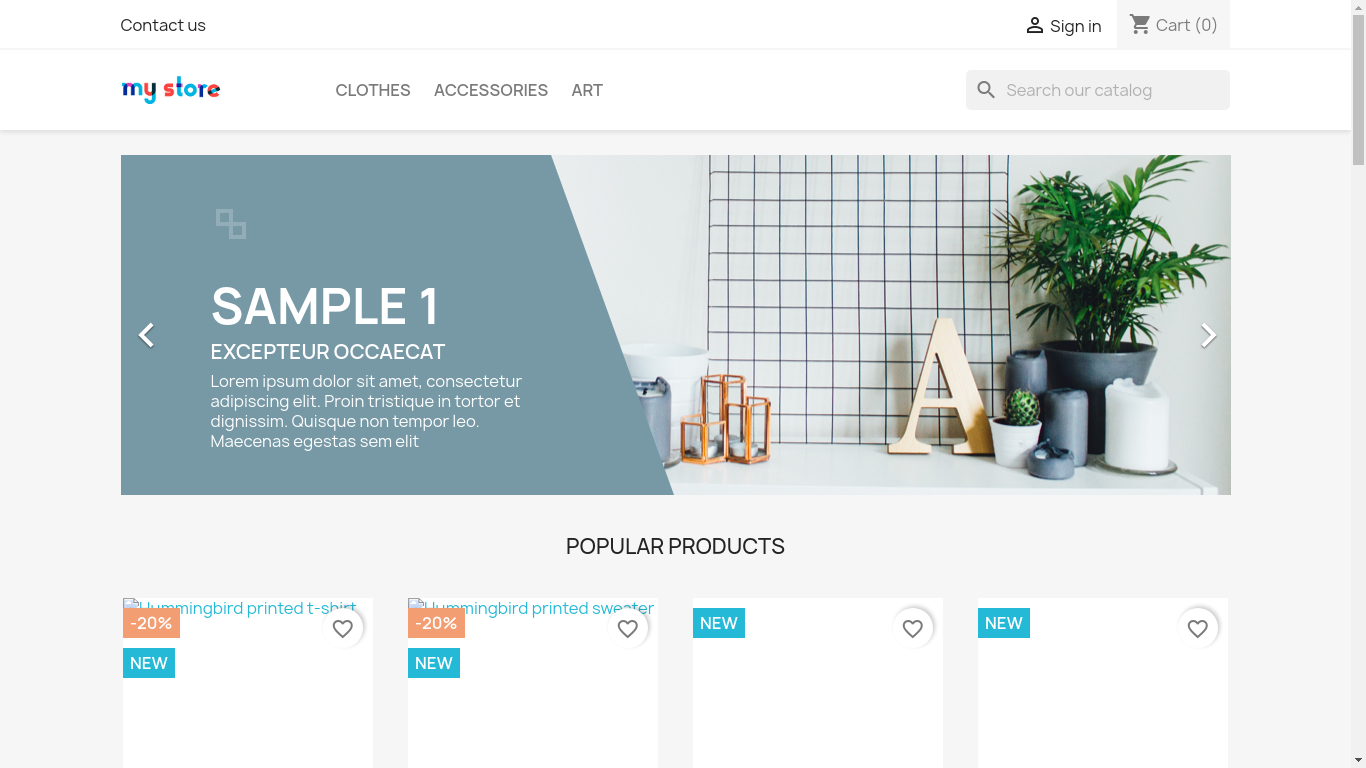 Contact us
Sign in
Cart (0)
my store
CLOTHES
ACCESSORIES
ART
Search our catalog
SAMPLE 1
EXCEPTEUR OCCAECAT
Lorem ipsum dolor sit amet, consectetur
adipiscing elit. Proin tristique in tortor et
dignissim. Quisque non tempor leo.
Maecenas egestas sem elit
A
POPULAR PRODUCTS
Hummingbird printed t-shirt
-20%
NEW
Hummingbird printed sweater
-20%
NEW
NEW
NEW